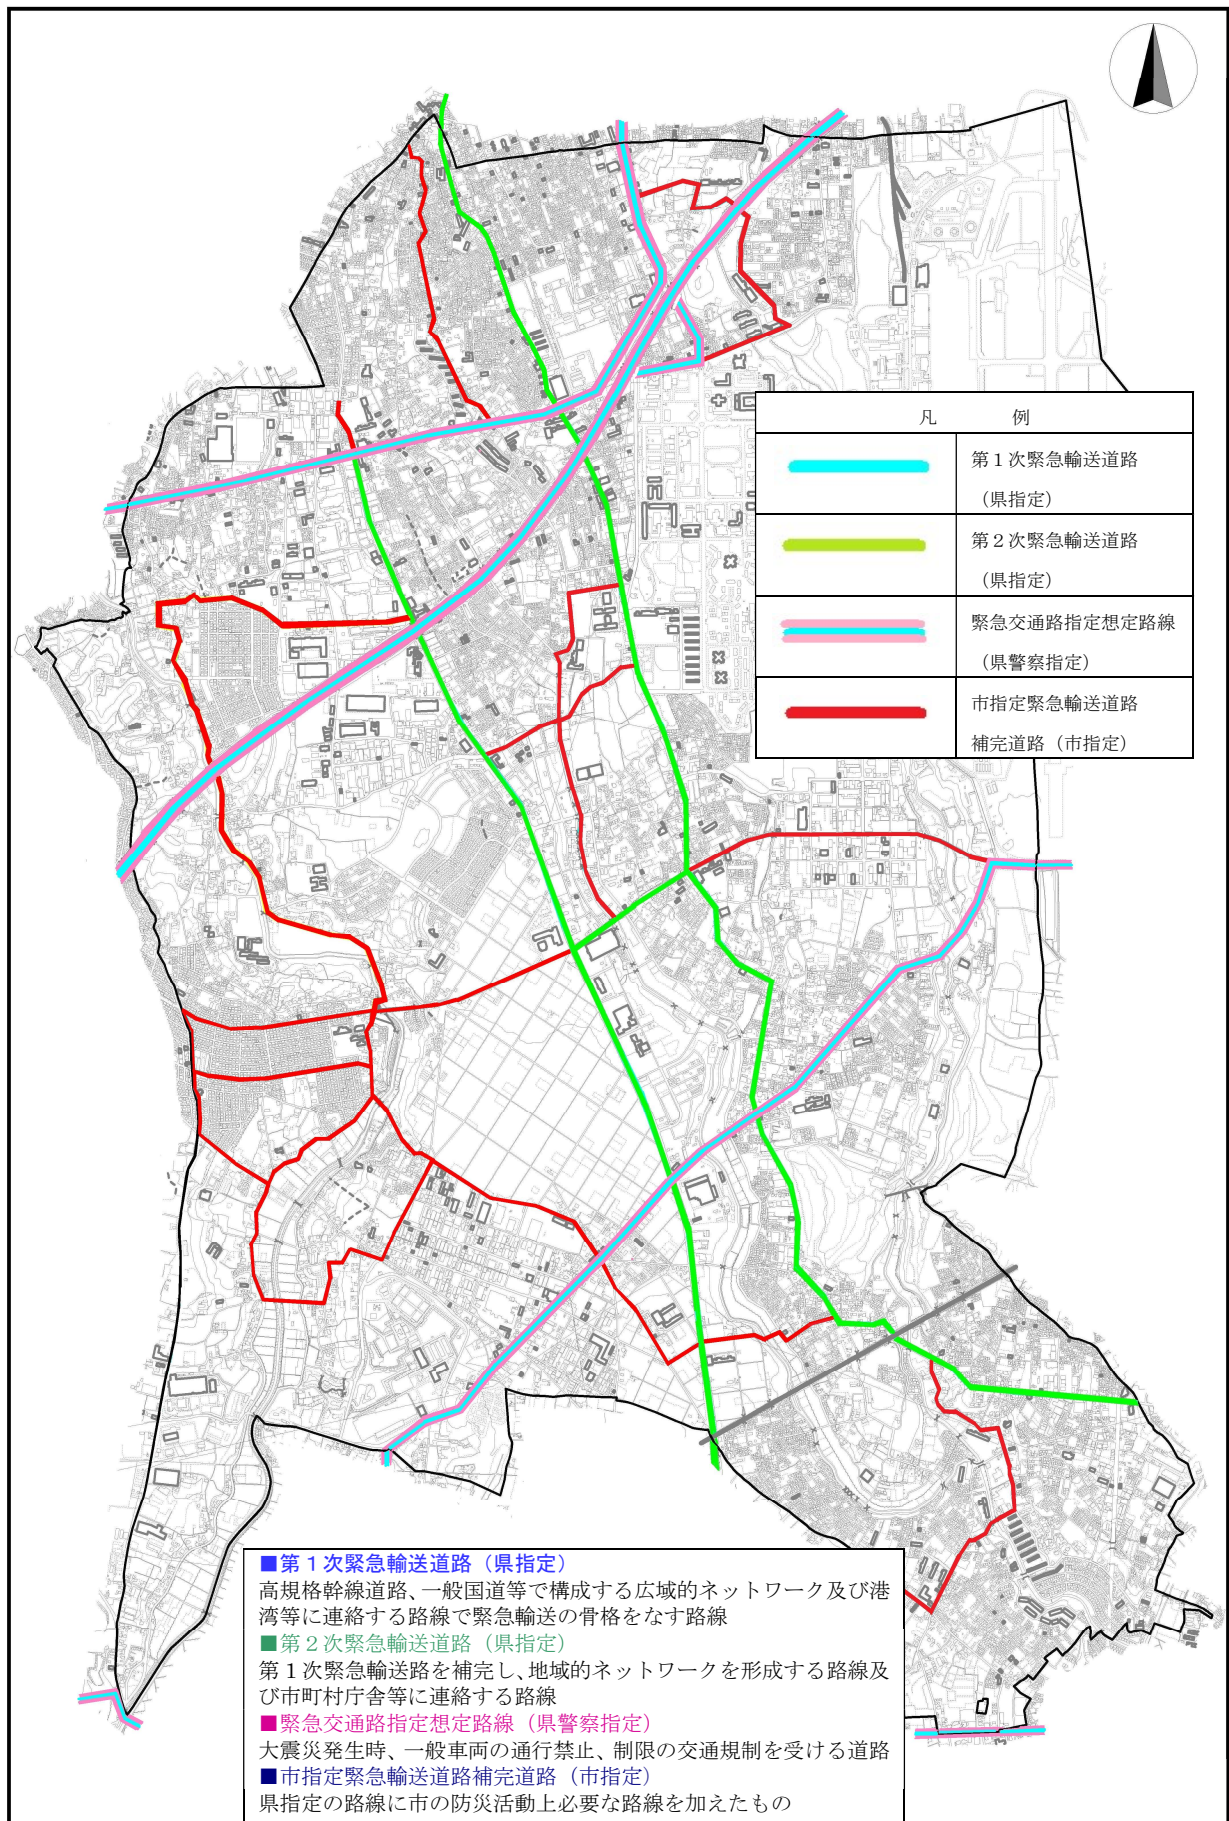 凡　例
第１次緊急輸送道路
（県指定）
第２次緊急輸送道路
（県指定）
緊急交通路指定想定路線
（県警察指定）
市指定緊急輸送道路
補完道路（市指定）
■第１次緊急輸送道路（県指定）
高規格幹線道路、一般国道等で構成する広域的ネットワーク及び港
湾等に連絡する路線で緊急輸送の骨格をなす路線
■第２次緊急輸送道路（県指定）
第１次緊急輸送路を補完し、地域的ネットワークを形成する路線及
び市町村庁舎等に連絡する路線
■緊急交通路指定想定路線（県警察指定）
大震災発生時、一般車両の通行禁止、制限の交通規制を受ける道路
■市指定緊急輸送道路補完道路（市指定）
県指定の路線に市の防災活動上必要な路線を加えたもの